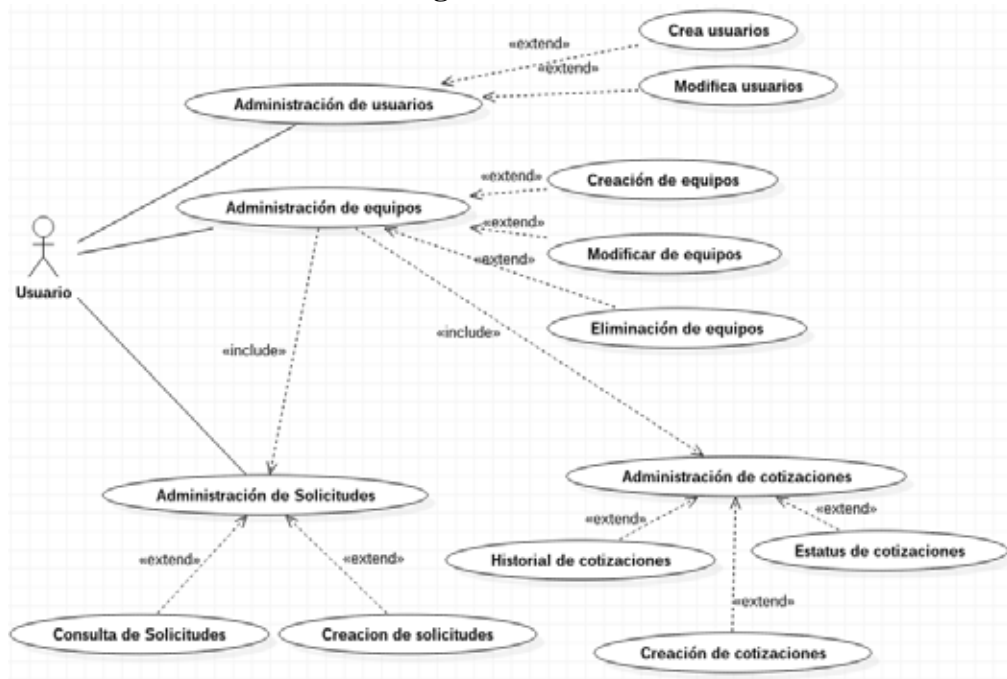 Crea usuarios
«extend»
«extend»
Modifica usuarios
Administración de usuarios
«extend»
Creación de equipos
Administración de equipos
«extend»
Modificar de equipos
«extend»
Usuario
Eliminación de equipos
«include»
«include»
Administración de cotizaciones
Administración de Solicitudes
«extend»
«extend»
Historial de cotizaciones
Estatus de cotizaciones
«extend»
«extend»
«extend»
Consulta de Solicitudes
Creacion de solicitudes
Creación de cotizaciones